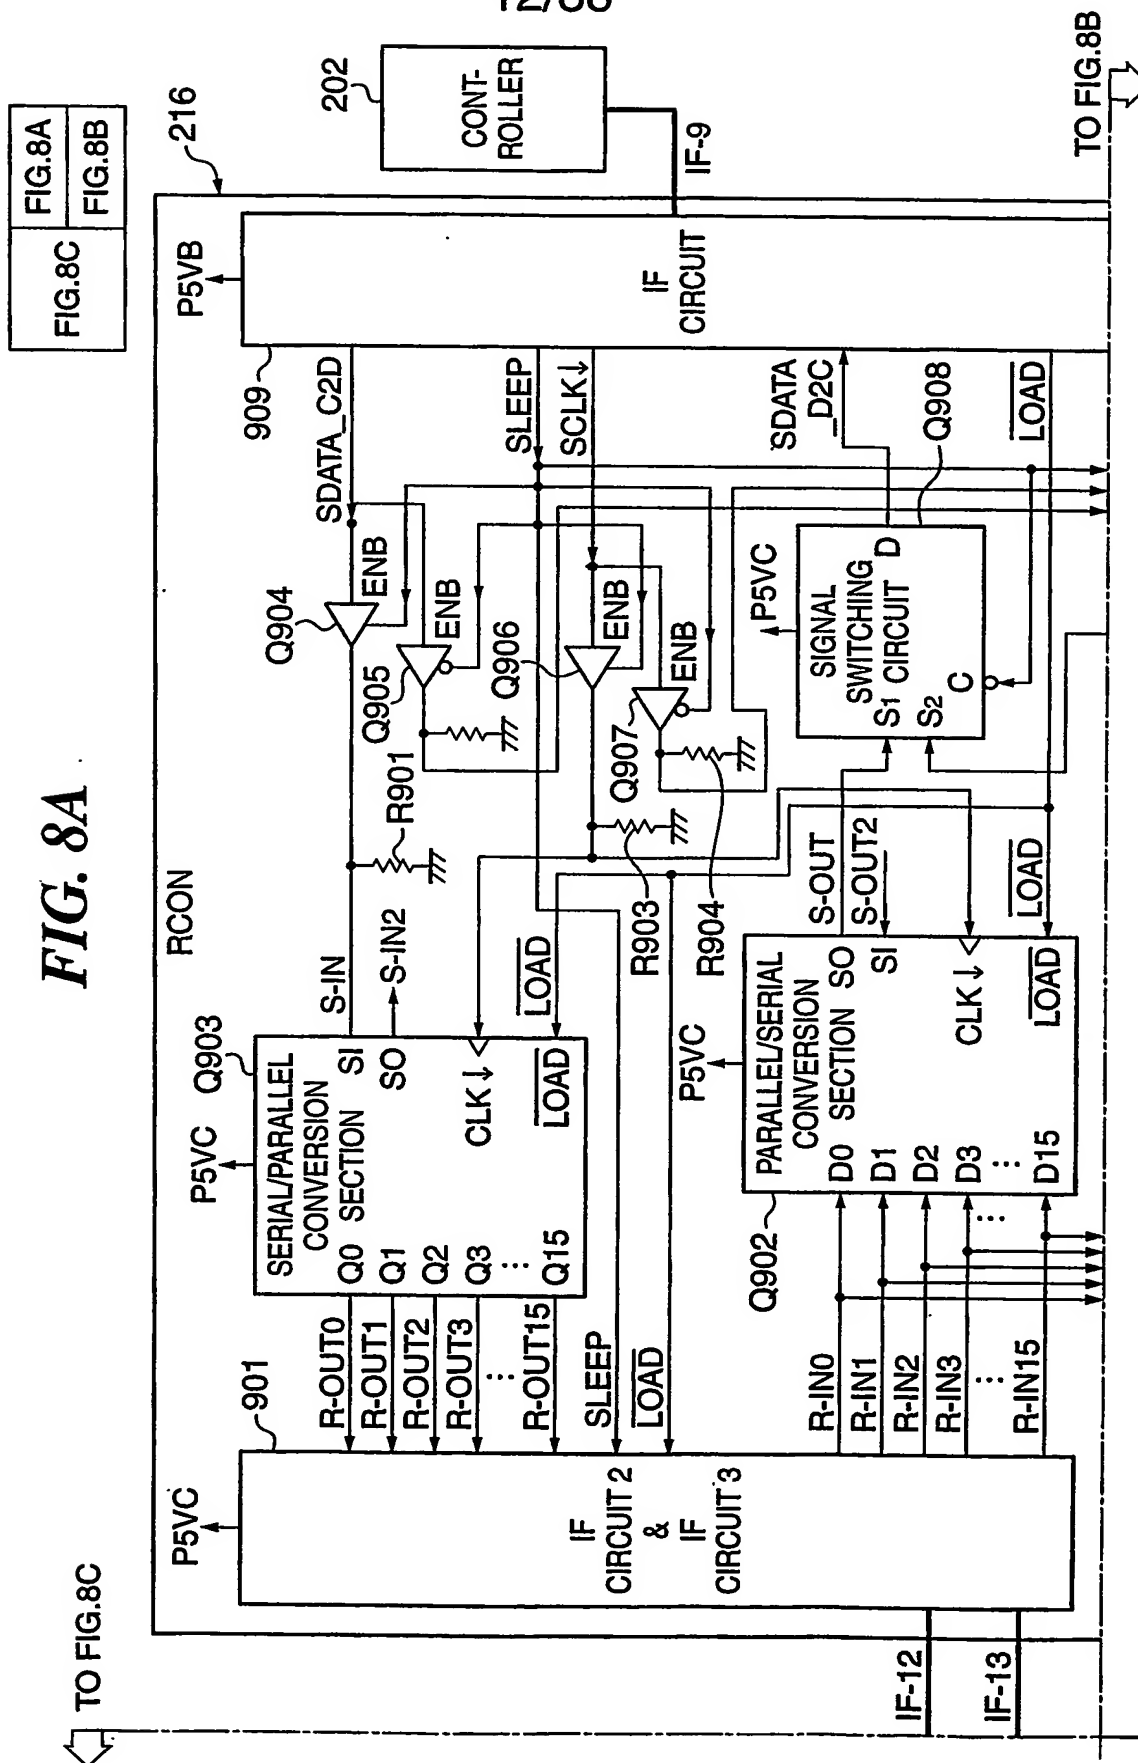 12/68
FIG. 8A
FIG.8C
FIG.8A
FIG.8B
216
202
CONT-
ROLLER
IF-9
TO FIG.8B
TO FIG.8C
RCON
P5VB
909
IF
CIRCUIT
SDATA_C2D
SLEEP
SCLK↓
SDATA
_D2C
LOAD
Q904
ENB
Q905
ENB
Q906
ENB
Q907
ENB
P5VC
SIGNAL
SWITCHING
CIRCUIT
D
S1
S2
C
Q908
R901
R903
R904
S-IN
S-IN2
P5VC
Q903
SERIAL/PARALLEL
CONVERSION
SECTION
SI
SO
CLK↓
LOAD
LOAD
Q0
Q1
Q2
Q3
⋮
Q15
R-OUT0
R-OUT1
R-OUT2
R-OUT3
⋮
R-OUT15
SLEEP
LOAD
P5VC
901
IF
CIRCUIT 2
& IF
CIRCUIT 3
P5VC
Q902
PARALLEL/SERIAL
CONVERSION
SECTION
SO
SI
CLK↓
LOAD
S-OUT
S-OUT2
LOAD
D0
D1
D2
D3
⋮
D15
R-IN0
R-IN1
R-IN2
R-IN3
⋮
R-IN15
IF-12
IF-13